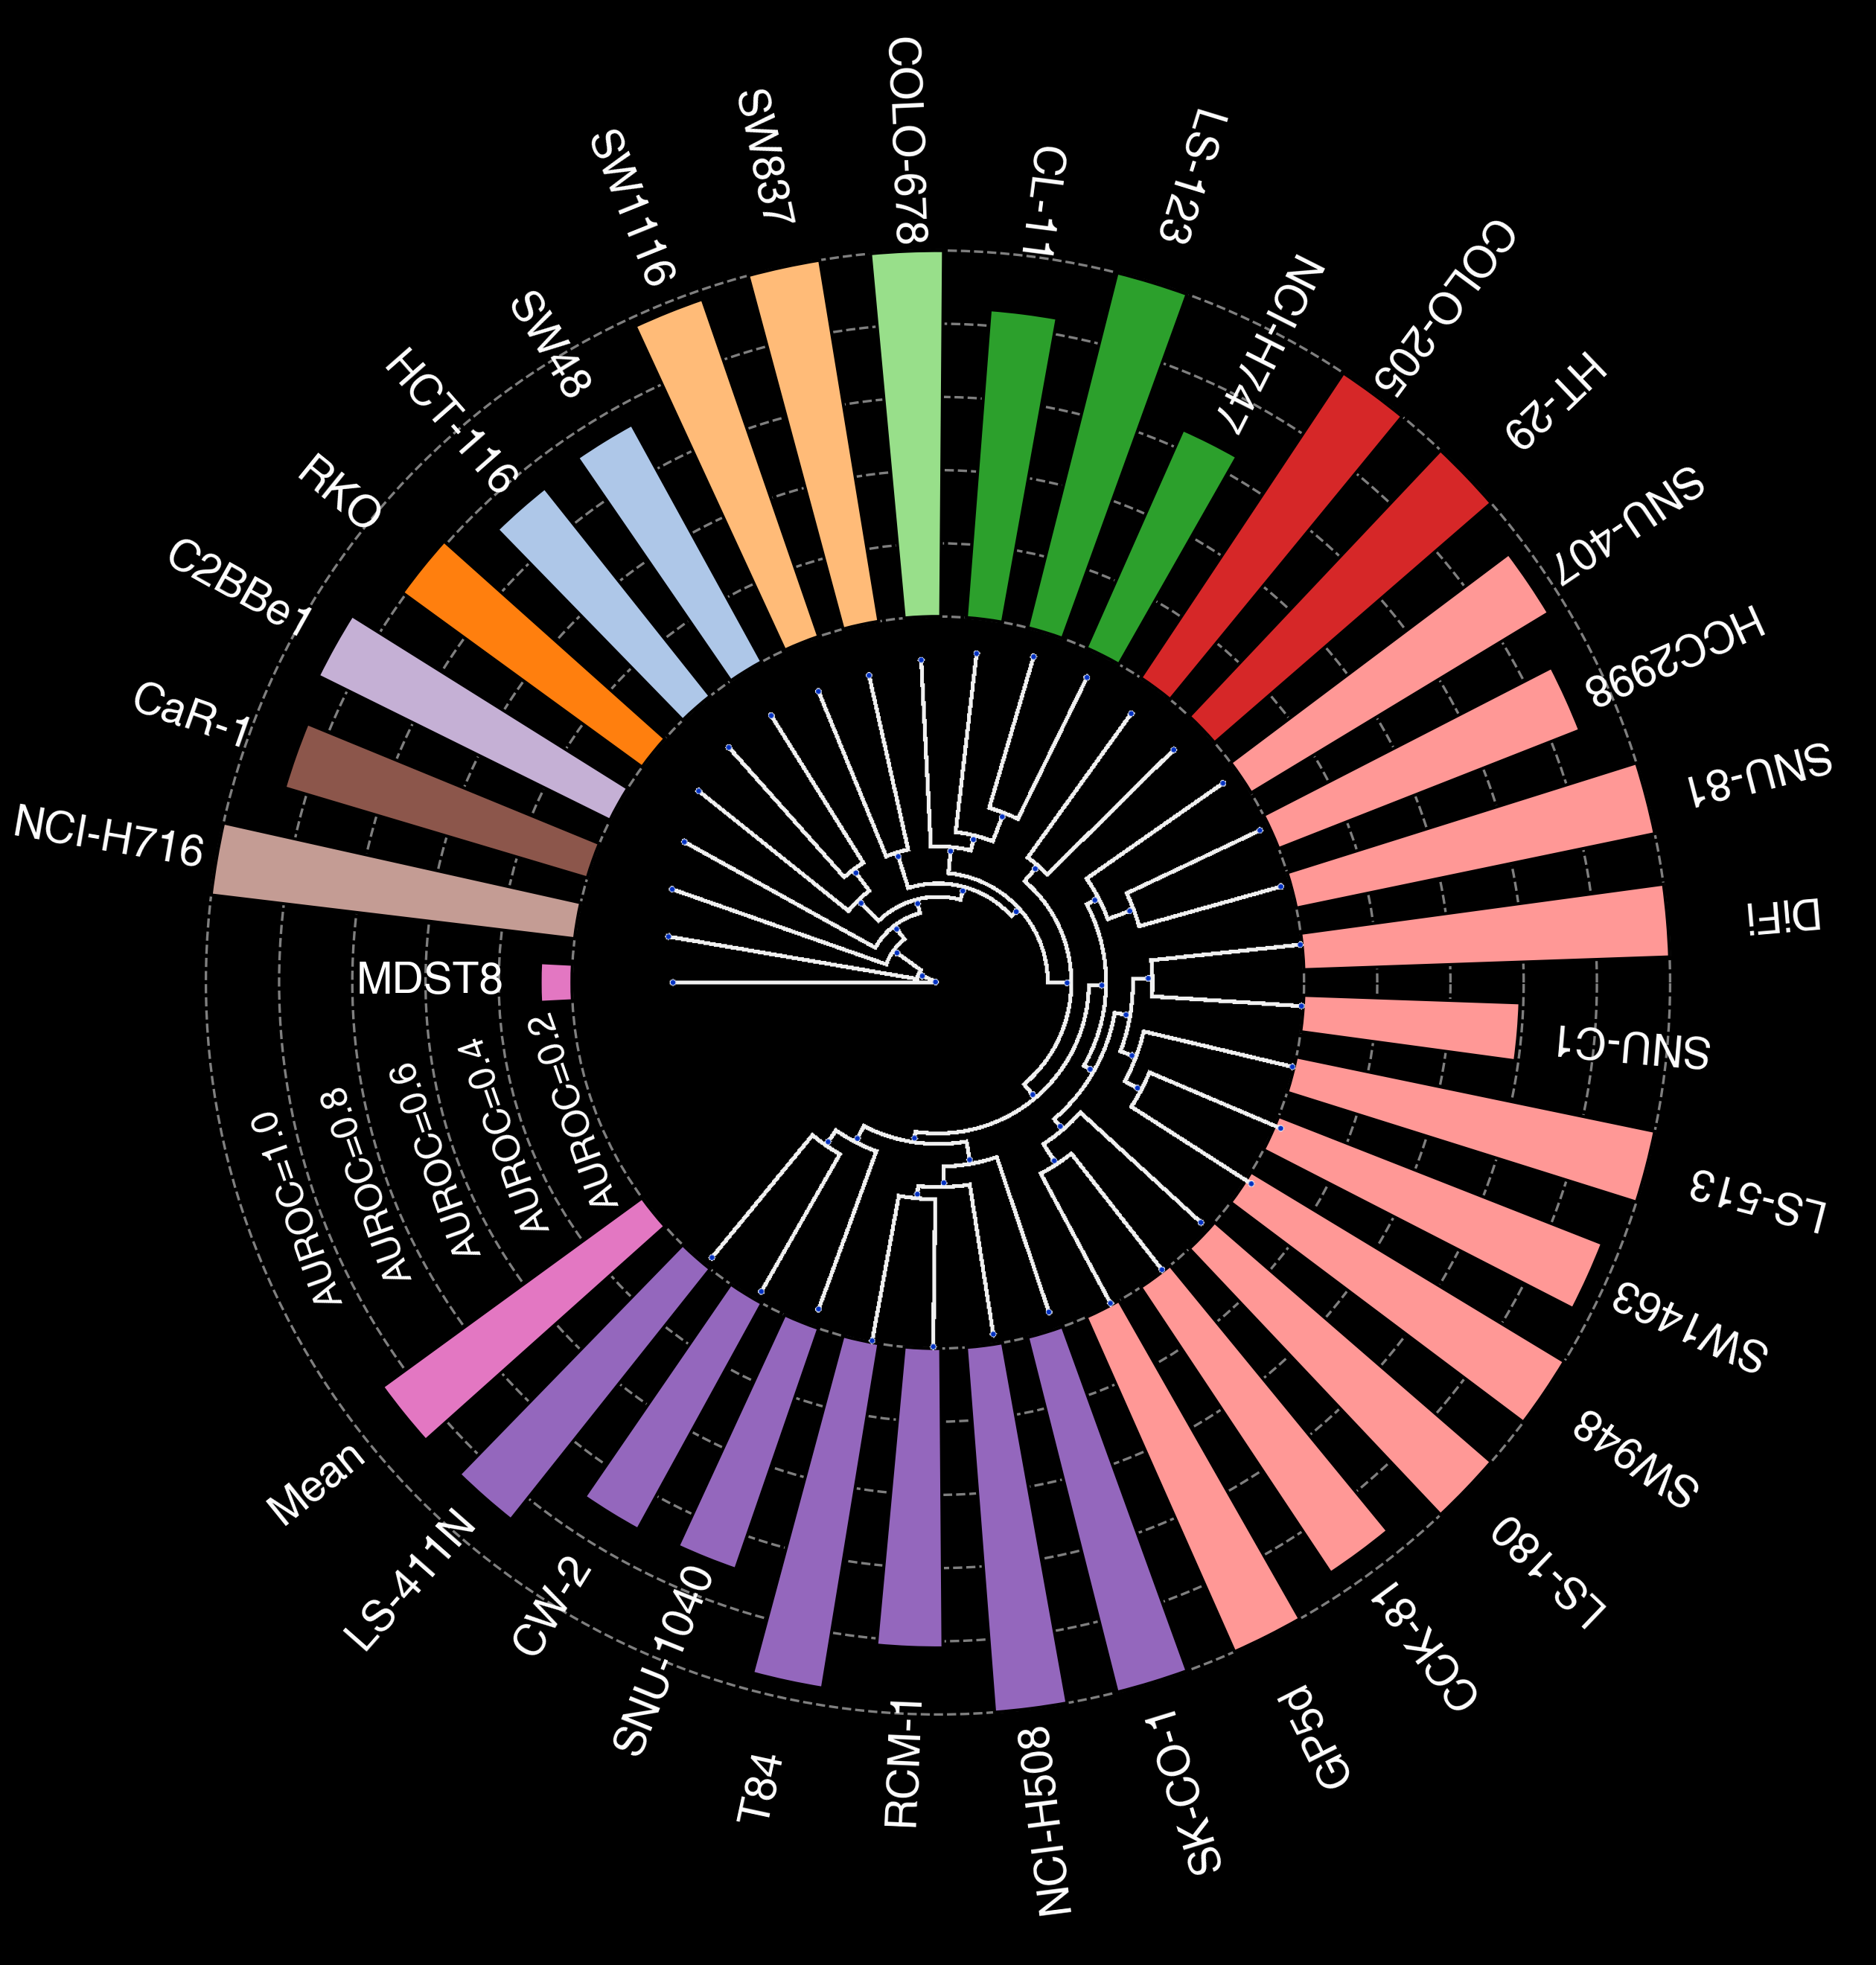 COLO-678
CL-11
LS-123
NCI-H747
COLO-205
HT-29
SNU-407
HCC2998
SNU-81
DiFi
SNU-C1
LS-513
SW1463
SW948
LS-180
CCK-81
Gp5d
SK-CO-1
NCI-H508
RCM-1
T84
SNU-1040
CW-2
LS-411N
Mean
AUROC=1.0
AUROC=0.8
AUROC=0.6
AUROC=0.4
AUROC=0.2
MDST8
NCI-H716
CaR-1
C2BBe1
RKO
HCT-116
SW48
SW1116
SW837